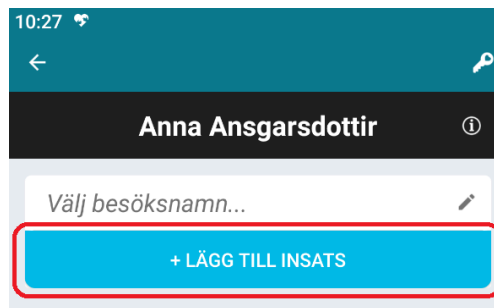 10:27
Anna Ansgarsdottir
Välj besöksnamn...
+ LÄGG TILL INSATS